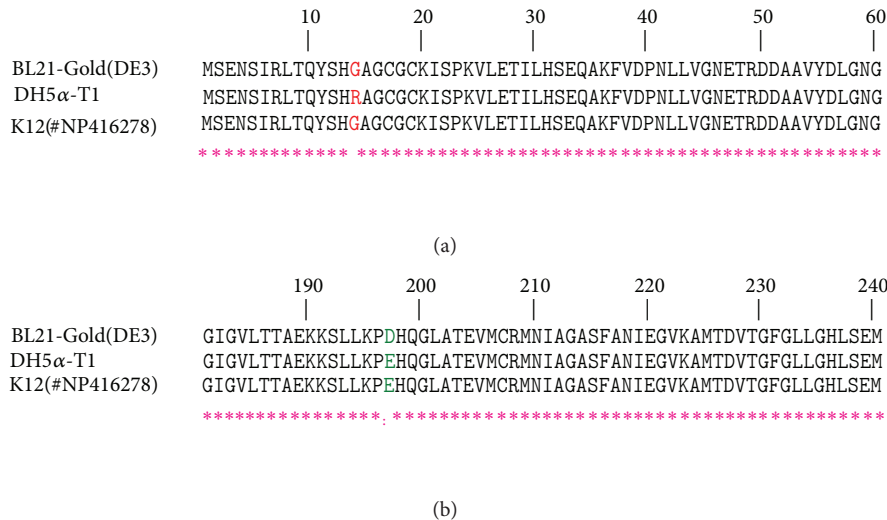 10 20 30 40 50 60
BL21-Gold(DE3) MSENSIRLTQYSHGAGCGCKISPKVLETILHSEQAKFVDPNLLVGNETRDDAAVYDLGNG
DH5α-T1 MSENSIRLTQYSHRAGCGCKISPKVLETILHSEQAKFVDPNLLVGNETRDDAAVYDLGNG
K12(#NP416278) MSENSIRLTQYSHGAGCGCKISPKVLETILHSEQAKFVDPNLLVGNETRDDAAVYDLGNG
************* **********************************************
(a)
190 200 210 220 230 240
BL21-Gold(DE3) GIGVLTTAEKKSLLKPDHQGLATEVMCRMNIAGASFANIEGVKAMTDVTGFGLLGHLSEM
DH5α-T1 GIGVLTTAEKKSLLKPEHQGLATEVMCRMNIAGASFANIEGVKAMTDVTGFGLLGHLSEM
K12(#NP416278) GIGVLTTAEKKSLLKPEHQGLATEVMCRMNIAGASFANIEGVKAMTDVTGFGLLGHLSEM
****************:*******************************************
(b)